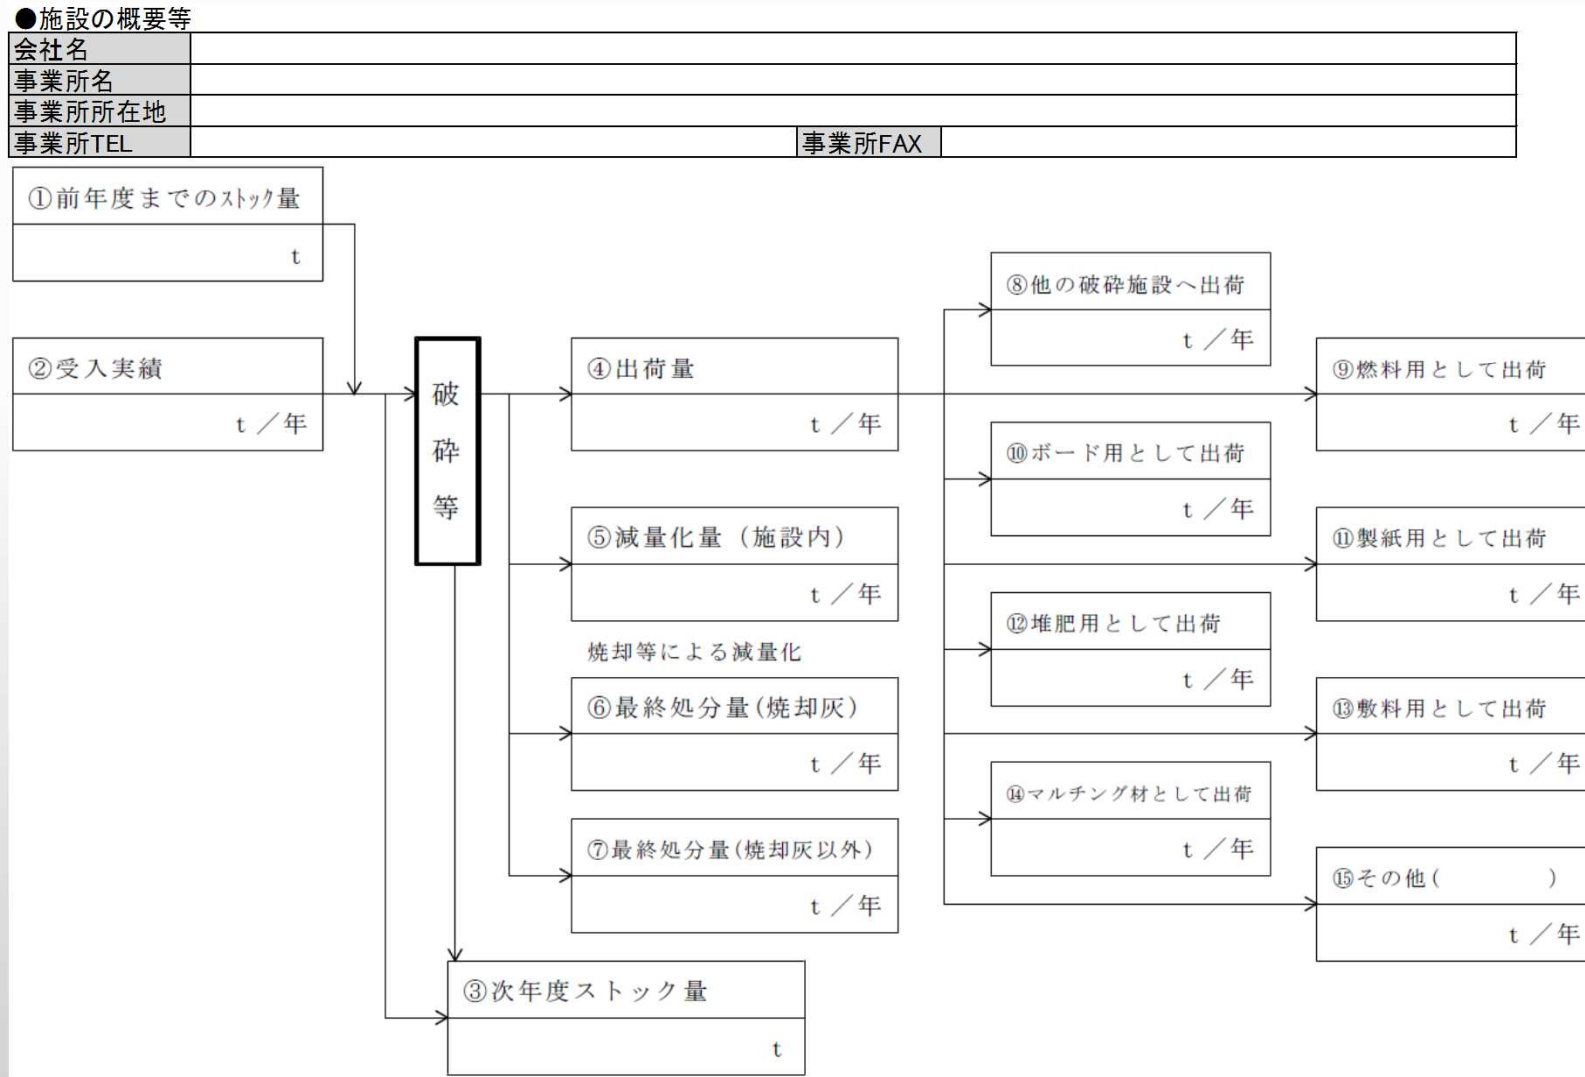 ●施設の概要等
会社名
事業所名
事業所所在地
事業所TEL 事業所FAX
①前年度までのｽﾄｯｸ量
t
②受入実績
t ／年
破砕等
④出荷量
t ／年
⑤減量化量（施設内）
t ／年
焼却等による減量化
⑥最終処分量(焼却灰)
t ／年
⑦最終処分量(焼却灰以外)
t ／年
③次年度ストック量
t
⑧他の破砕施設へ出荷
t ／年
⑨燃料用として出荷
t ／年
⑩ボード用として出荷
t ／年
⑪製紙用として出荷
t ／年
⑫堆肥用として出荷
t ／年
⑬敷料用として出荷
t ／年
⑭マルチング材として出荷
t ／年
⑮その他(　　　　)
t ／年